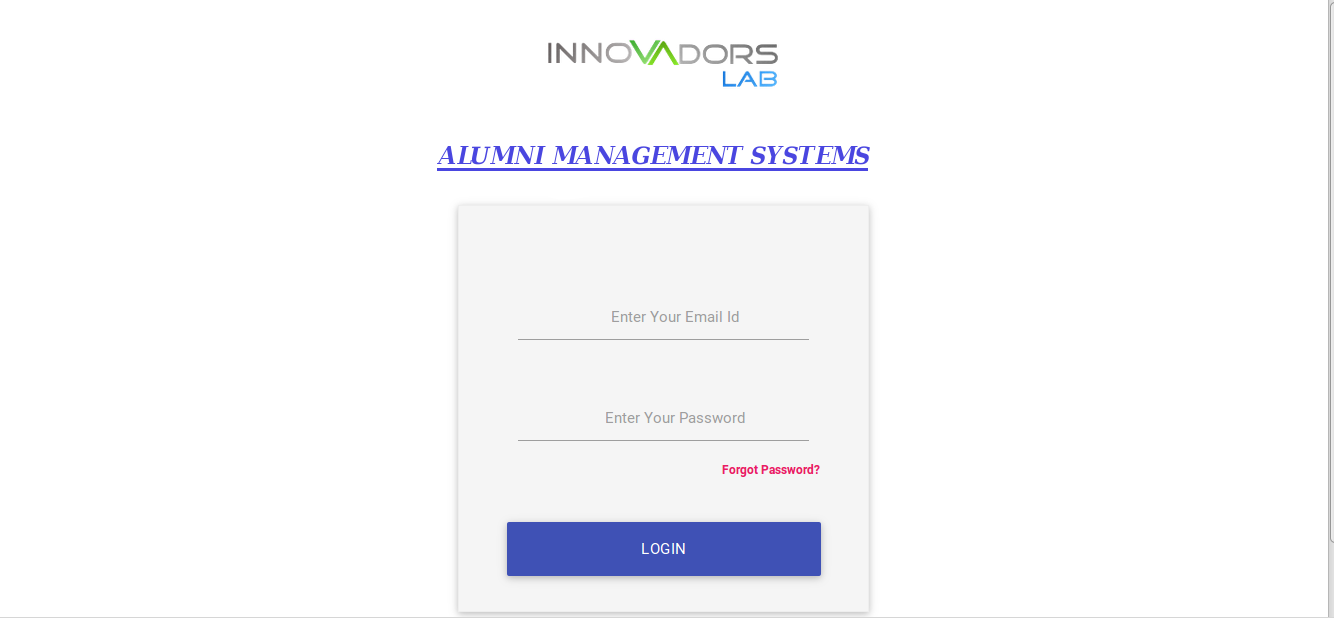 INNOVADORS
LAB
ALUMNI MANAGEMENT SYSTEMS
Enter Your Email Id
Enter Your Password
Forgot Password?
LOGIN